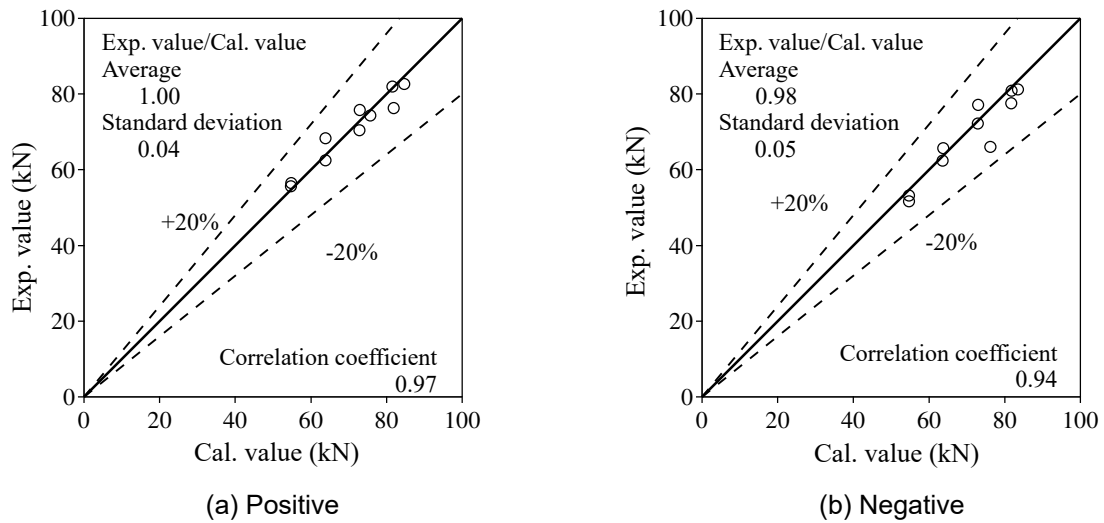 100
80
60
40
20
0
Exp. value (kN)
Exp. value/Cal. value
Average
1.00
Standard deviation
0.04
+20%
-20%
Correlation coefficient
0.97
0 20 40 60 80 100
Cal. value (kN)
(a) Positive
100
80
60
40
20
0
Exp. value (kN)
Exp. value/Cal. value
Average
0.98
Standard deviation
0.05
+20%
-20%
Correlation coefficient
0.94
0 20 40 60 80 100
Cal. value (kN)
(b) Negative